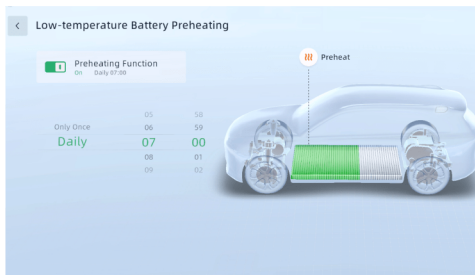 Low-temperature Battery Preheating
Preheating Function
On Daily 07:00
Preheat
05 58
Only Once 06 59
Daily 07 00
08 01
09 02